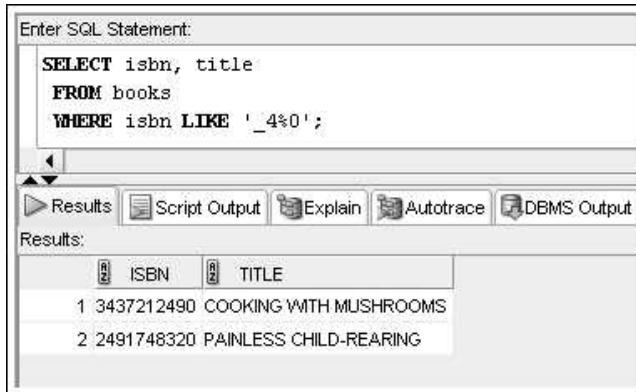 Enter SQL Statement:
SELECT isbn, title
FROM books
WHERE isbn LIKE '_4%0';
Results Script Output Explain Autotrace DBMS Output
Results:
ISBN TITLE
1 3437212490 COOKING WITH MUSHROOMS
2 2491748320 PAINLESS CHILD-REARING